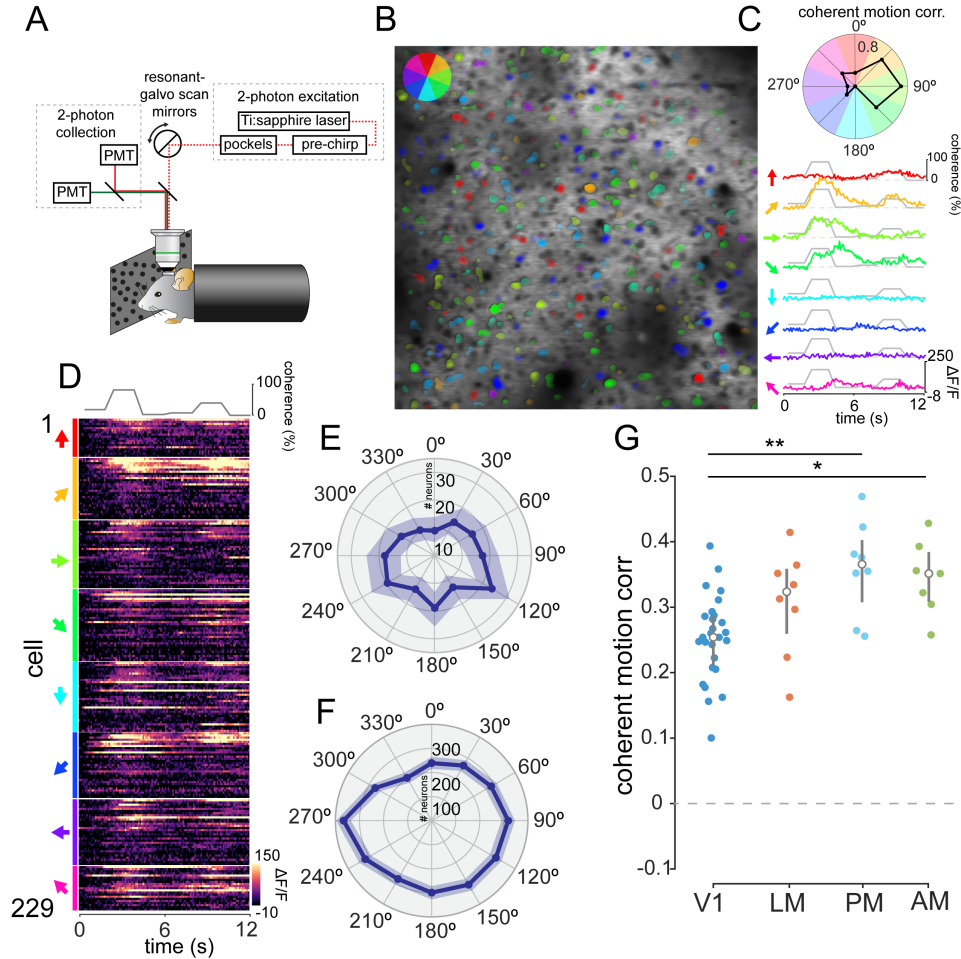 A
resonant-
galvo scan
mirrors
2-photon
collection
2-photon excitation
Ti:sapphire laser
pockels
pre-chirp
PMT
PMT
B
C
coherent motion corr.
0º
0.8
270º
90º
180º
100
0
coherence
(%)
250
-8
ΔF/F
0
6
12
time (s)
D
100
0
coherence
(%)
1
cell
229
150
-10
ΔF/F
0
6
12
time (s)
E
0º
330º
30º
300º
60º
270º
90º
240º
120º
210º
150º
180º
# neurons
30
20
10
F
0º
330º
30º
300º
60º
270º
90º
240º
120º
210º
150º
180º
# neurons
300
200
100
G
**
*
0.5
0.4
0.3
0.2
0.1
0
-0.1
coherent motion corr
V1
LM
PM
AM